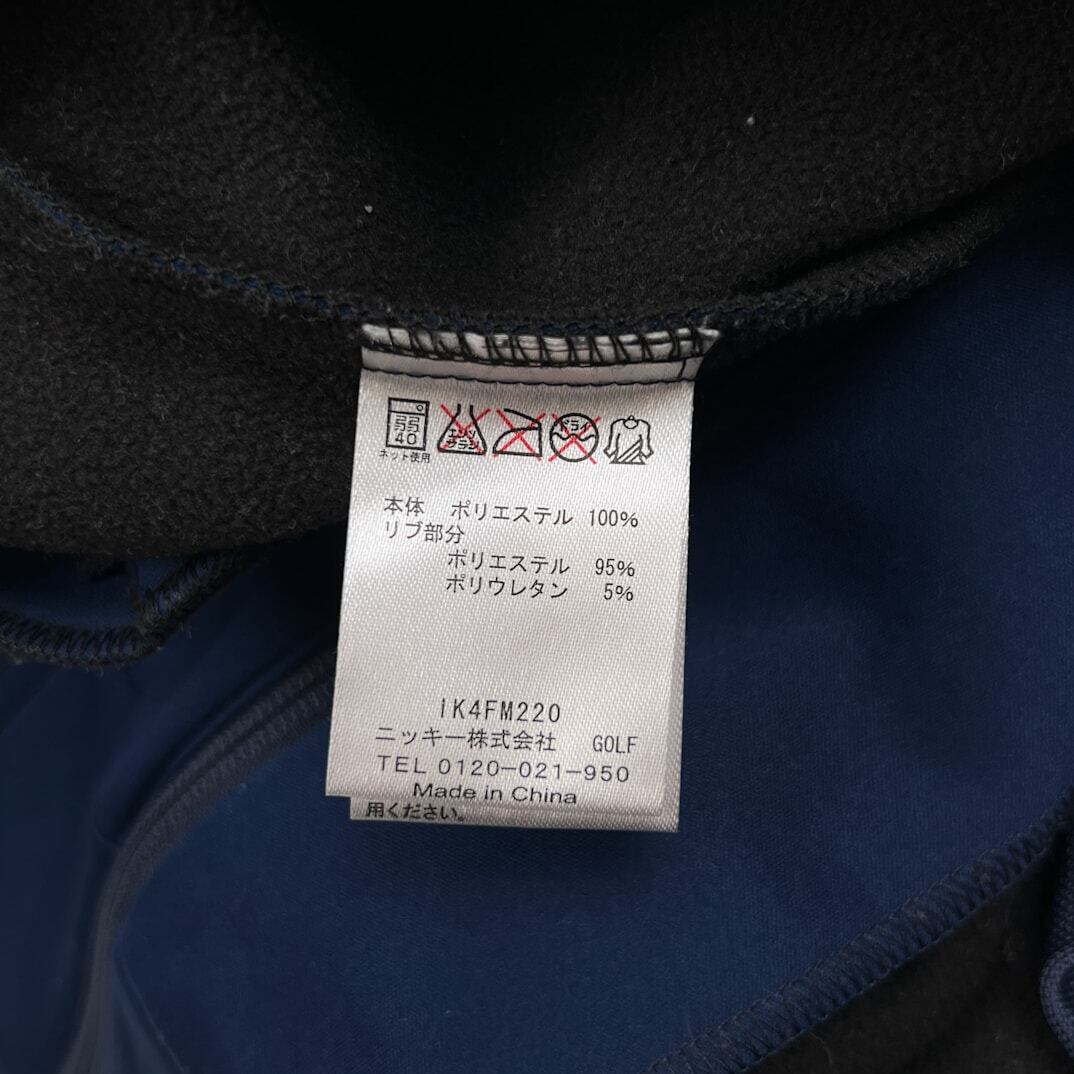 弱
40
ネット使用
エンソ
サラシ
ドライ
本体 ポリエステル 100%
リブ部分
ポリエステル 95%
ポリウレタン 5%
IK4FM220
ニッキー株式会社 GOLF
TEL 0120-021-950
Made in China
用ください。